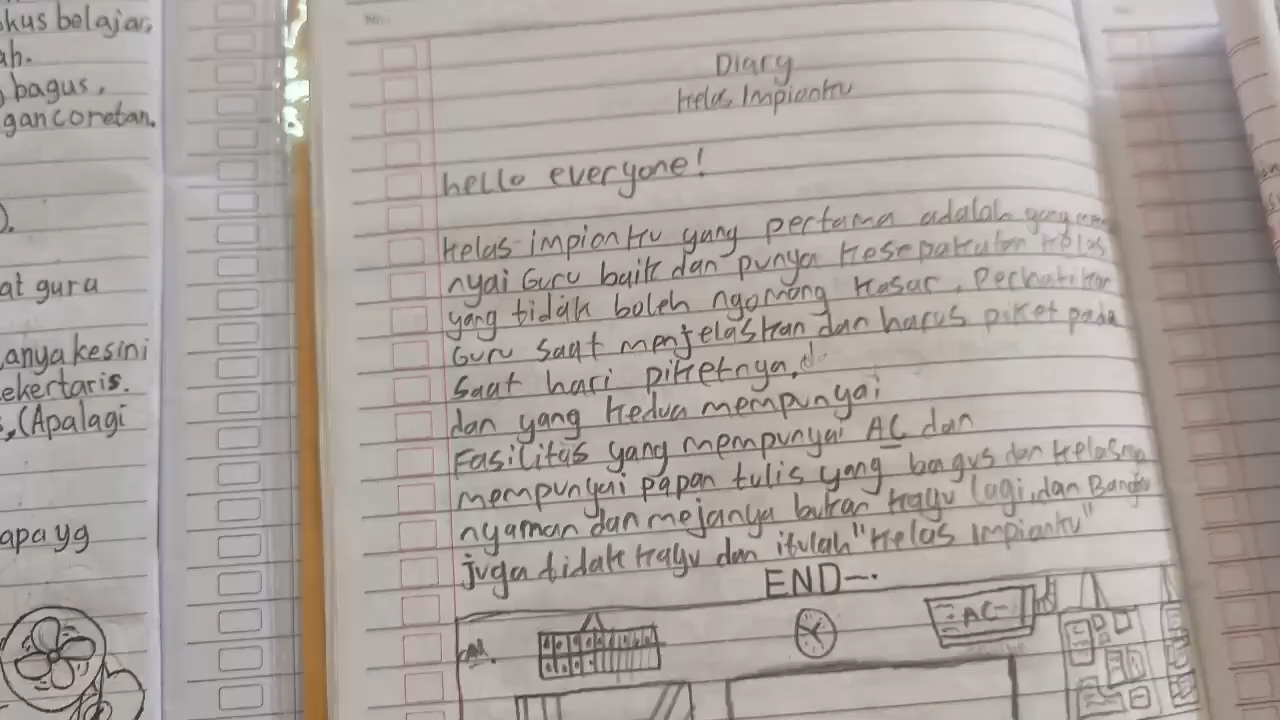 kus belajar,
ah.
bagus,
gan coretan.
at guru
anya kesini
ekertaris.
(Apalagi
apa yg
No.
Diary
Kelas Impianku
hello everyone!
Kelas impianku yang pertama adalah yang mem
nyai Guru baik dan punya kesepakatan kelas
yang tidak boleh ngomong kasar, Perhatikan
Guru saat menjelaskan dan harus piket pada
saat hari piketnya.
dan yang kedua mempunyai
Fasilitas yang mempunyai AC dan
mempunyai papan tulis yang bagus dan kelasnya
nyaman dan mejanya bukan kayu lagi, dan Bangku
juga tidak kayu dan itulah "Kelas Impianku"
END-.
AC